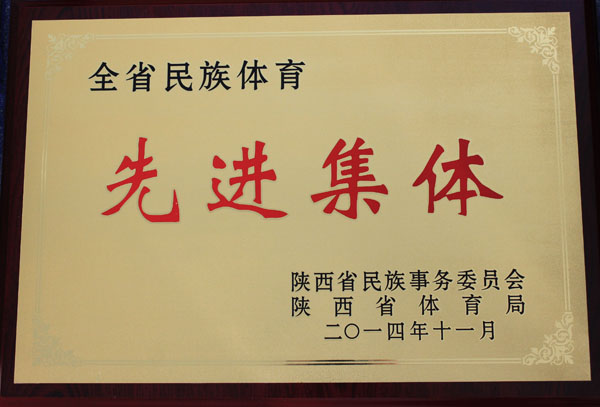 全省民族体育
先进集体
陕西省民族事务委员会
陕西省体育局
二〇一四年十一月